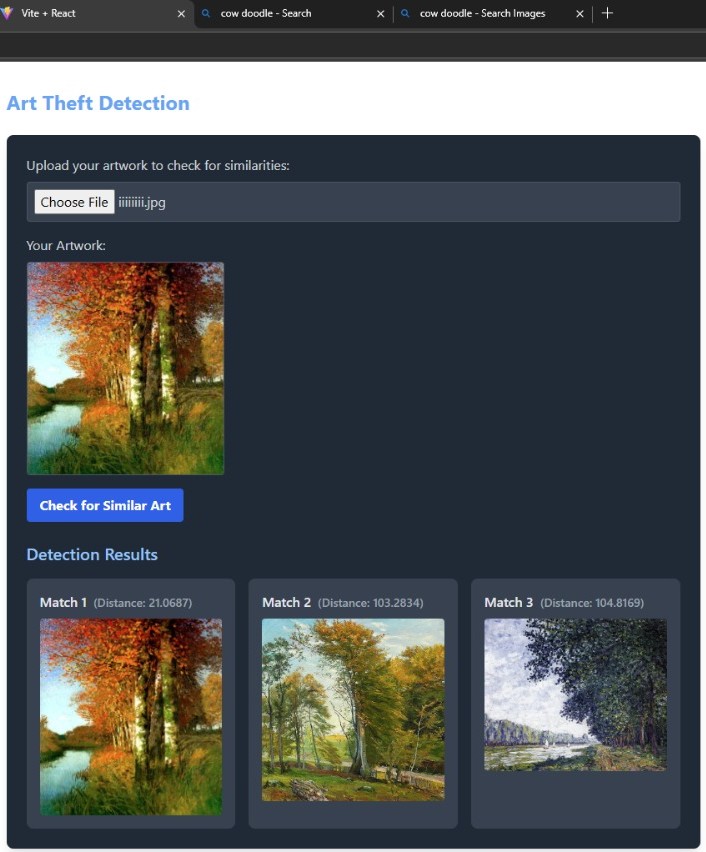 Vite + React
cow doodle - Search
cow doodle - Search Images
Art Theft Detection
Upload your artwork to check for similarities:
Choose File iiiiiiii.jpg
Your Artwork:
Check for Similar Art
Detection Results
Match 1 (Distance: 21.0687)
Match 2 (Distance: 103.2834)
Match 3 (Distance: 104.8169)